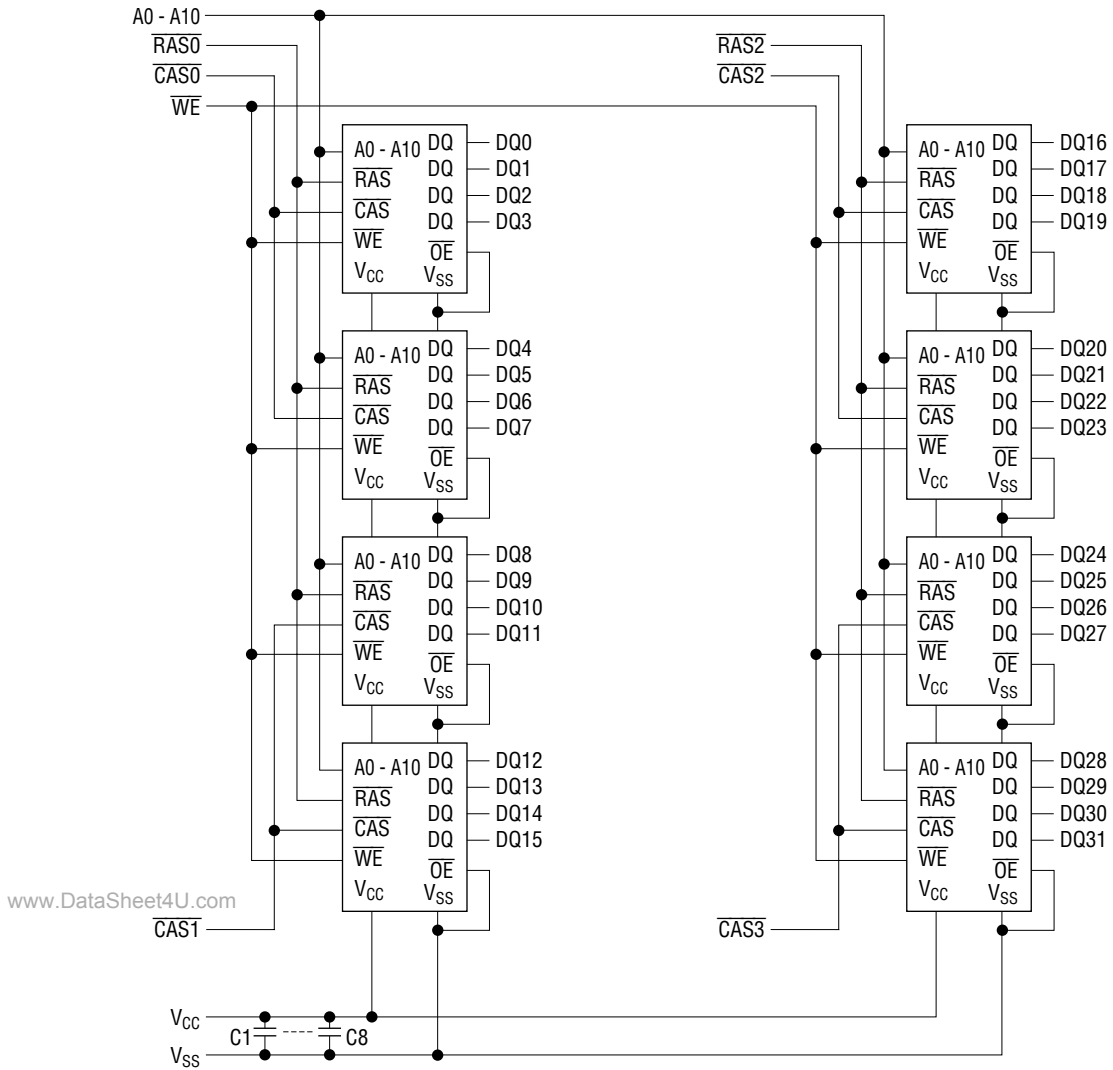 A0 - A10
RAS0
CAS0
WE
RAS2
CAS2
A0 - A10 DQ DQ0
RAS DQ DQ1
CAS DQ DQ2
DQ DQ3
WE OE
VCC VSS
A0 - A10 DQ DQ4
RAS DQ DQ5
CAS DQ DQ6
DQ DQ7
WE OE
VCC VSS
A0 - A10 DQ DQ8
RAS DQ DQ9
CAS DQ DQ10
DQ DQ11
WE OE
VCC VSS
A0 - A10 DQ DQ12
RAS DQ DQ13
CAS DQ DQ14
DQ DQ15
WE OE
VCC VSS
A0 - A10 DQ DQ16
RAS DQ DQ17
CAS DQ DQ18
DQ DQ19
WE OE
VCC VSS
A0 - A10 DQ DQ20
RAS DQ DQ21
CAS DQ DQ22
DQ DQ23
WE OE
VCC VSS
A0 - A10 DQ DQ24
RAS DQ DQ25
CAS DQ DQ26
DQ DQ27
WE OE
VCC VSS
A0 - A10 DQ DQ28
RAS DQ DQ29
CAS DQ DQ30
DQ DQ31
WE OE
VCC VSS
www.DataSheet4U.com
CAS1
CAS3
VCC
C1 C8
VSS